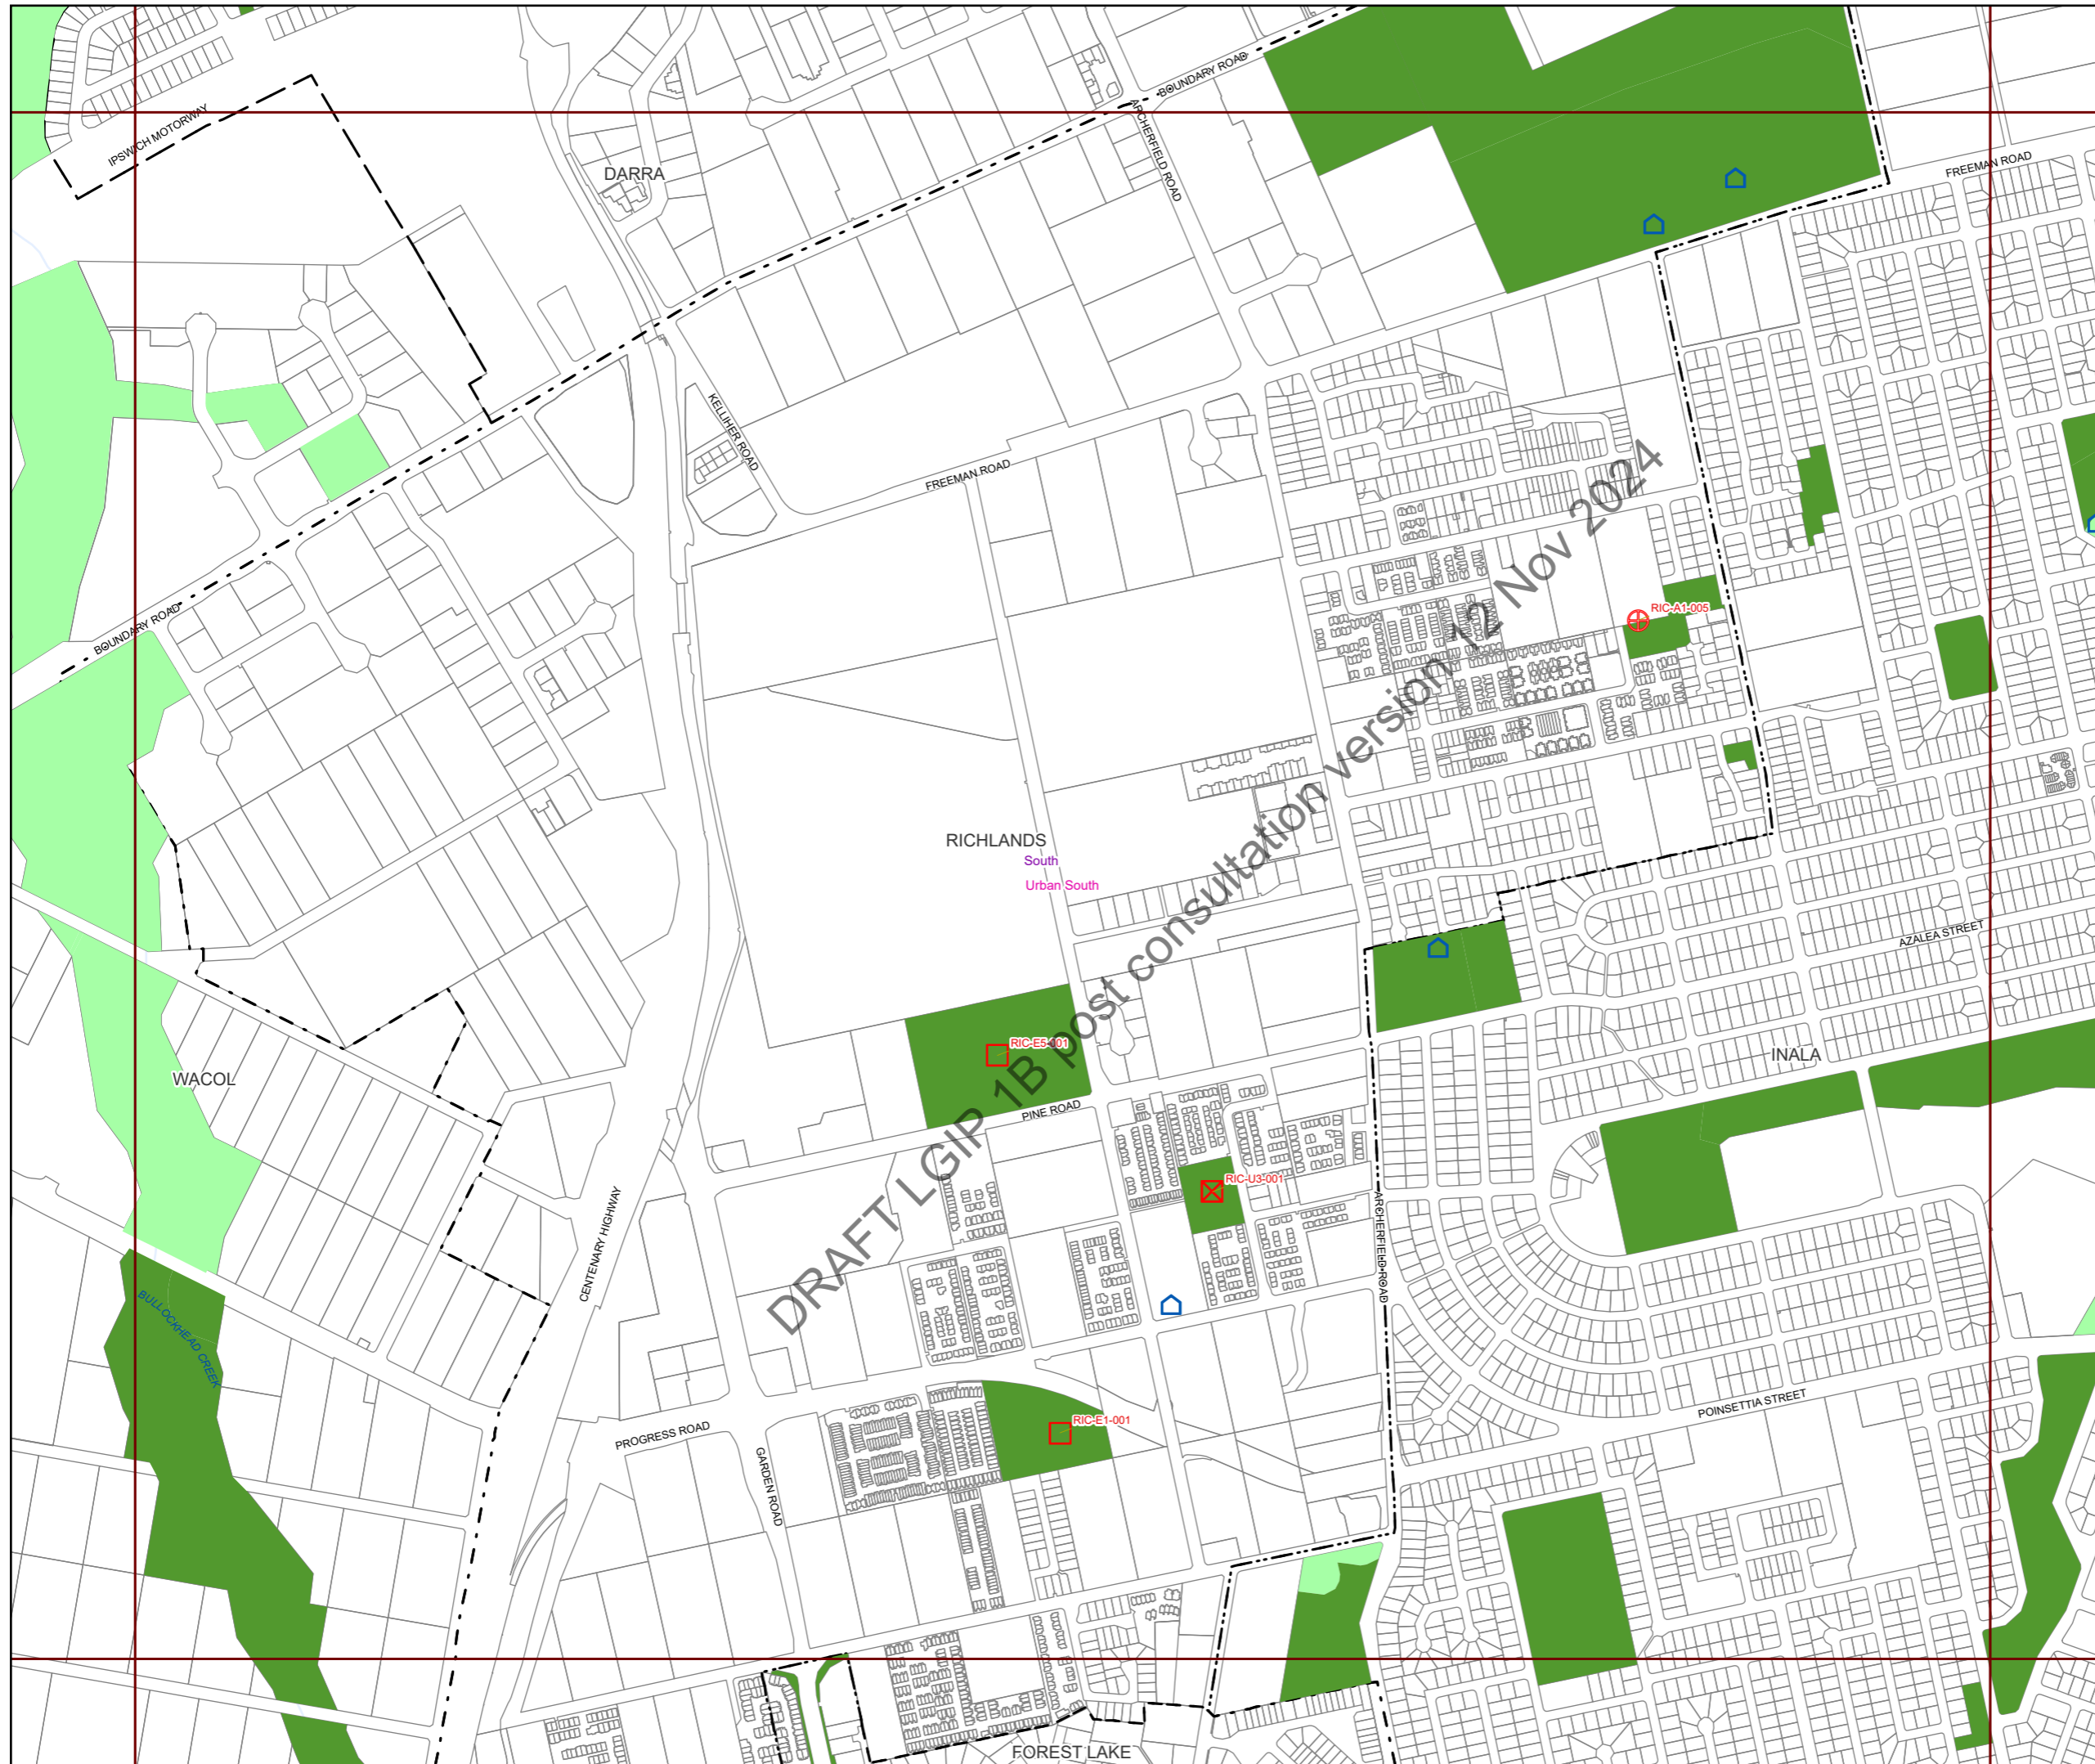 IPSWICH MOTORWAY
DARRA
BOUNDARY ROAD
ARCHERFIELD ROAD
FREEMAN ROAD
KELLIHER ROAD
FREEMAN ROAD
BOUNDARY ROAD
RIC-A1-005
RICHLANDS
South
Urban South
AZALEA STREET
DRAFT LGIP 1B post consultation version 12 Nov 2024
RIC-E5-001
INALA
WACOL
PINE ROAD
RIC-U3-001
CENTENARY HIGHWAY
ARCHERFIELD ROAD
BULLOCKHEAD CREEK
POINSETTIA STREET
RIC-E1-001
PROGRESS ROAD
GARDEN ROAD
FOREST LAKE